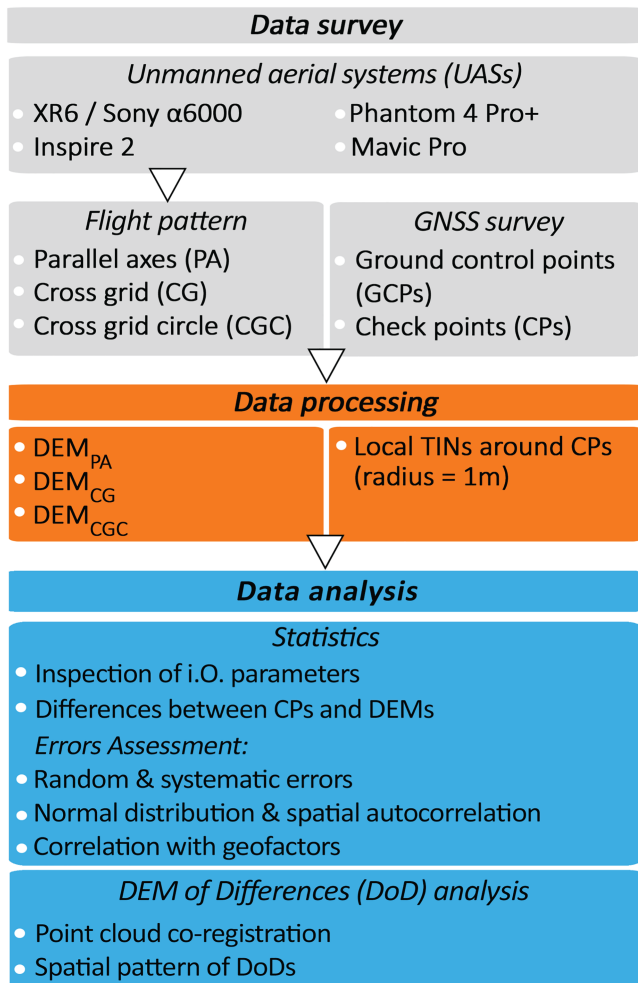 Data survey
Unmanned aerial systems (UASs)
XR6 / Sony α6000
Inspire 2
Phantom 4 Pro+
Mavic Pro
Flight pattern
Parallel axes (PA)
Cross grid (CG)
Cross grid circle (CGC)
GNSS survey
Ground control points
(GCPs)
Check points (CPs)
Data processing
DEM_PA
DEM_CG
DEM_CGC
Local TINs around CPs
(radius = 1m)
Data analysis
Statistics
Inspection of i.O. parameters
Differences between CPs and DEMs
Errors Assessment:
Random & systematic errors
Normal distribution & spatial autocorrelation
Correlation with geofactors
DEM of Differences (DoD) analysis
Point cloud co-registration
Spatial pattern of DoDs